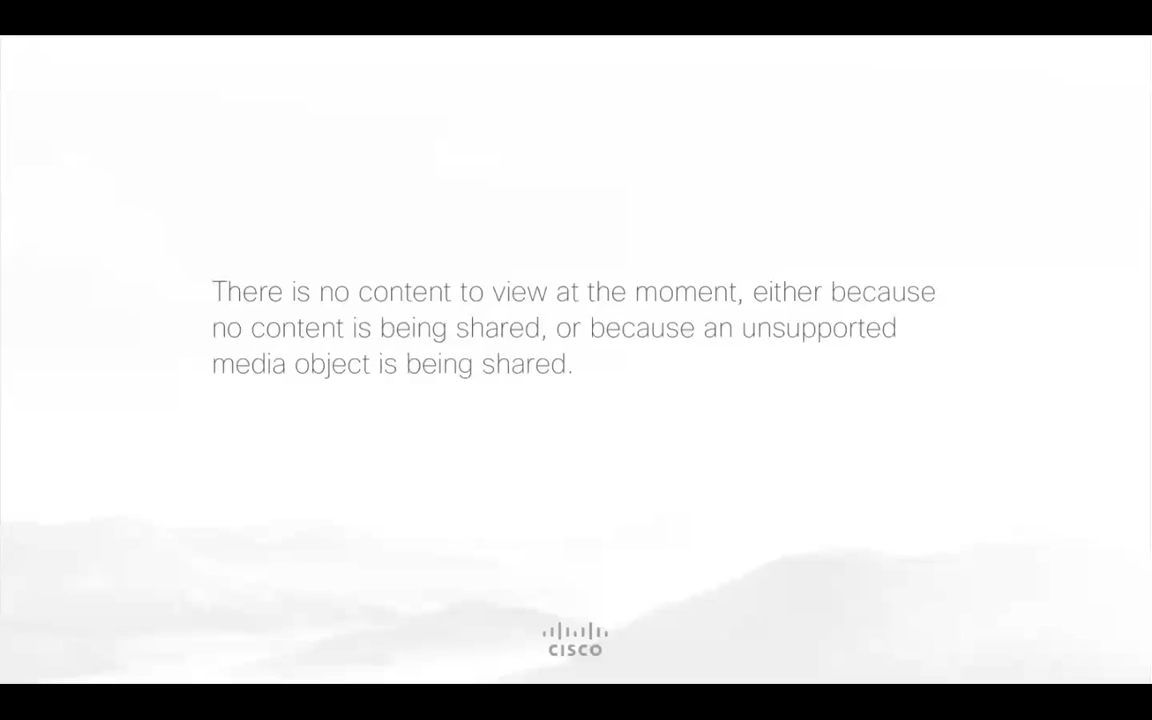 There is no content to view at the moment, either because
no content is being shared, or because an unsupported
media object is being shared.
CISCO